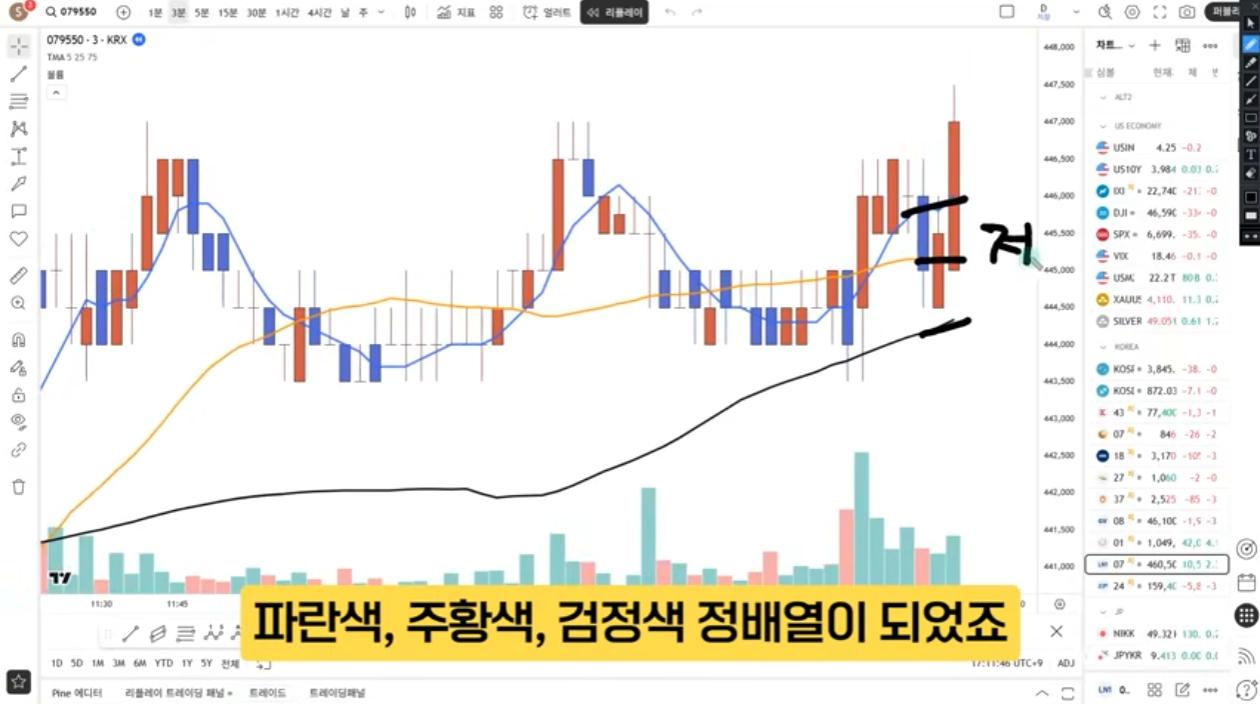 S 3 079550 1분 3분 5분 15분 30분 1시간 4시간 날 주 지표 얼러트 리플레이 D 저장 퍼블리
079550 · 3 · KRX
TMA 5 25 75
볼륨
448,000
447,500
447,000
446,500
446,000
445,500
445,000
444,500
444,000
443,500
443,000
442,500
442,000
441,500
441,000
저
11:30 11:45
파란색, 주황색, 검정색 정배열이 되었죠
1D 5D 1M 3M 6M YTD 1Y 5Y 전체
17:11:46 UTC+9 ADJ
Pine 에디터 리플레이 트레이딩 패널 트레이드 트레이딩패널
차트...
심볼 현재. 체
ALT2
US ECONOMY
USIN 4.25 -0.2
US10Y 3.984 0.03
IXI 22,740 -0
DJI 46,590 -0
SPX 6,699. -35. -0
VIX 18.46 -0.1 -0
USM2 22.2T 80B 0.
XAUUS 4,110. 11.3 0.2
SILVER 49.051 0.61 1.
KOREA
KOSI 3,845. -38. -0
KOSI 872.03 -7.1 -0
43 77,400 -1,3 -1
07 846 -26 -2
18 3,170 -105 -3
27 1,060 -2 -0
37 2,525 -85 -3
08 46,100 -1,9 -3
01 1,049, 42,0 4.
07 460,50 10,5 2.
24 159,40 -5,8 -3
JP
NIKK 49.321 130. 0.2
JPYKR 9.413 0.00 0.0